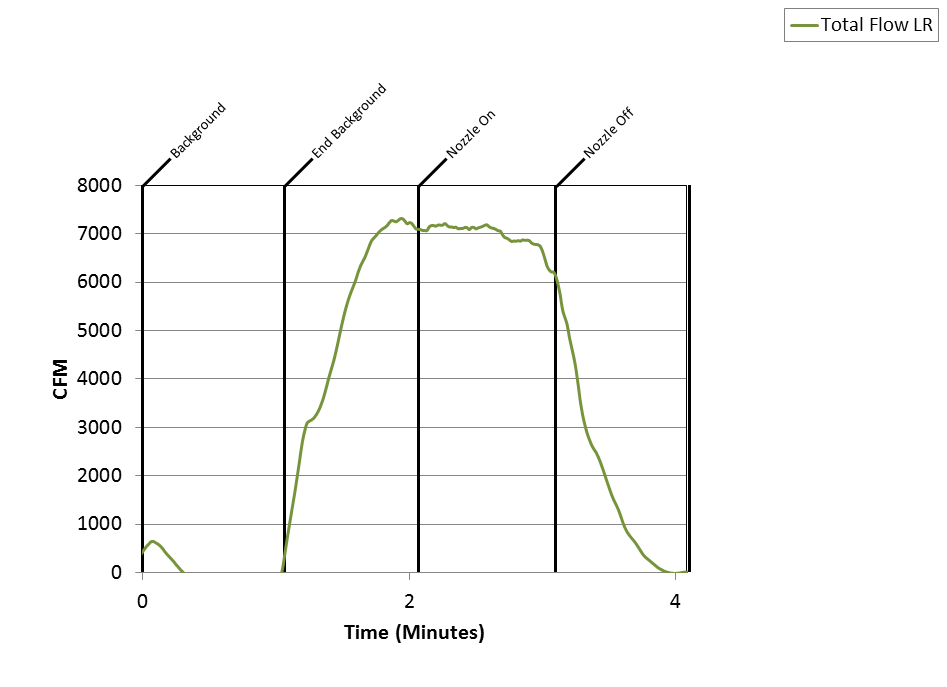 Total Flow LR
Background
End Background
Nozzle On
Nozzle Off
8000
7000
6000
5000
4000
3000
2000
1000
0
CFM
0 2 4
Time (Minutes)